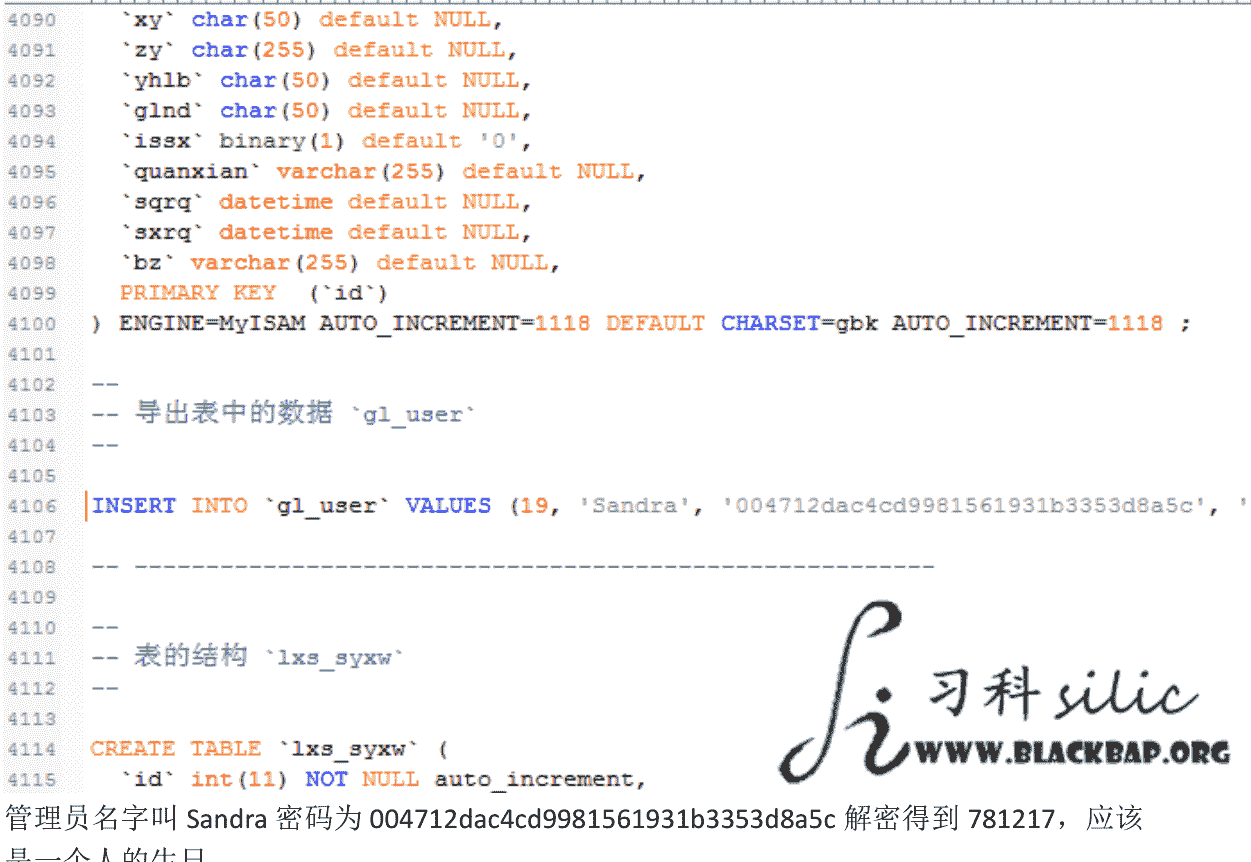 4090 `xy` char(50) default NULL,
4091 `zy` char(255) default NULL,
4092 `yhlb` char(50) default NULL,
4093 `glnd` char(50) default NULL,
4094 `issx` binary(1) default '0',
4095 `quanxian` varchar(255) default NULL,
4096 `sqrq` datetime default NULL,
4097 `sxrq` datetime default NULL,
4098 `bz` varchar(255) default NULL,
4099 PRIMARY KEY (`id`)
4100 ) ENGINE=MyISAM AUTO_INCREMENT=1118 DEFAULT CHARSET=gbk AUTO_INCREMENT=1118 ;
4101
4102 --
4103 -- 导出表中的数据 `gl_user`
4104 --
4105
4106 INSERT INTO `gl_user` VALUES (19, 'Sandra', '004712dac4cd9981561931b3353d8a5c', '
4107
4108 -- --------------------------------------------------------
4109
4110 --
4111 -- 表的结构 `lxs_syxw`
4112 --
4113
4114 CREATE TABLE `lxs_syxw` (
4115 `id` int(11) NOT NULL auto_increment,
习科 silic
WWW.BLACKBAP.ORG
管理员名字叫 Sandra 密码为 004712dac4cd9981561931b3353d8a5c 解密得到 781217，应该
是一个人的生日